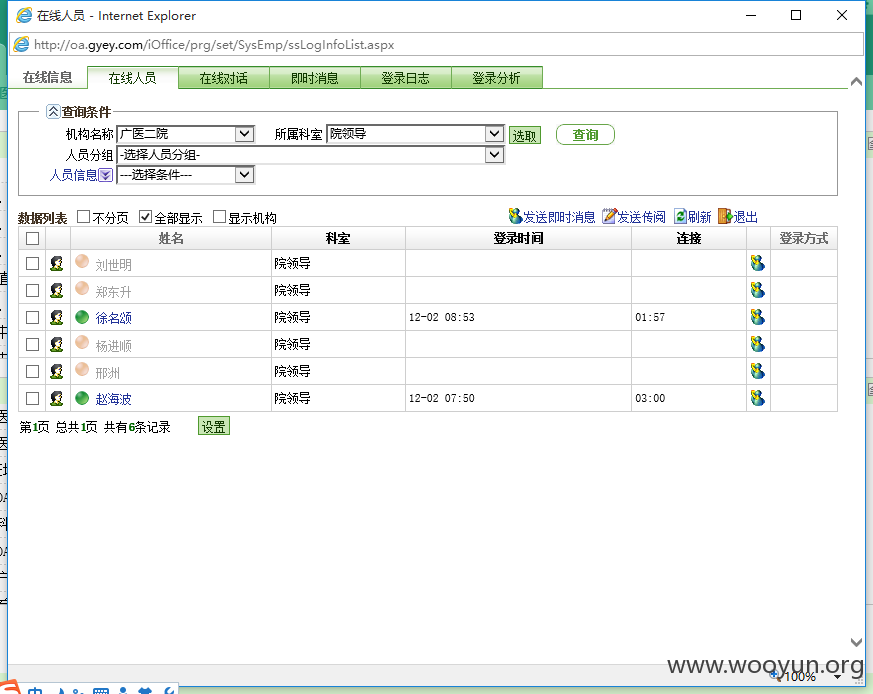 在线人员 - Internet Explorer
http://oa.gyey.com/iOffice/prg/set/SysEmp/ssLogInfoList.aspx
在线信息 在线人员 在线对话 即时消息 登录日志 登录分析
查询条件
机构名称 广医二院 所属科室 院领导 选取 查询
人员分组 -选择人员分组-
人员信息 ---选择条件---
数据列表 不分页 全部显示 显示机构 发送即时消息 发送传阅 刷新 退出
姓名 科室 登录时间 连接 登录方式
刘世明 院领导
郑东升 院领导
徐名颂 院领导 12-02 08:53 01:57
杨进顺 院领导
邢洲 院领导
赵海波 院领导 12-02 07:50 03:00
第1页 总共1页 共有6条记录 设置
www.wooyun.org
100%
中